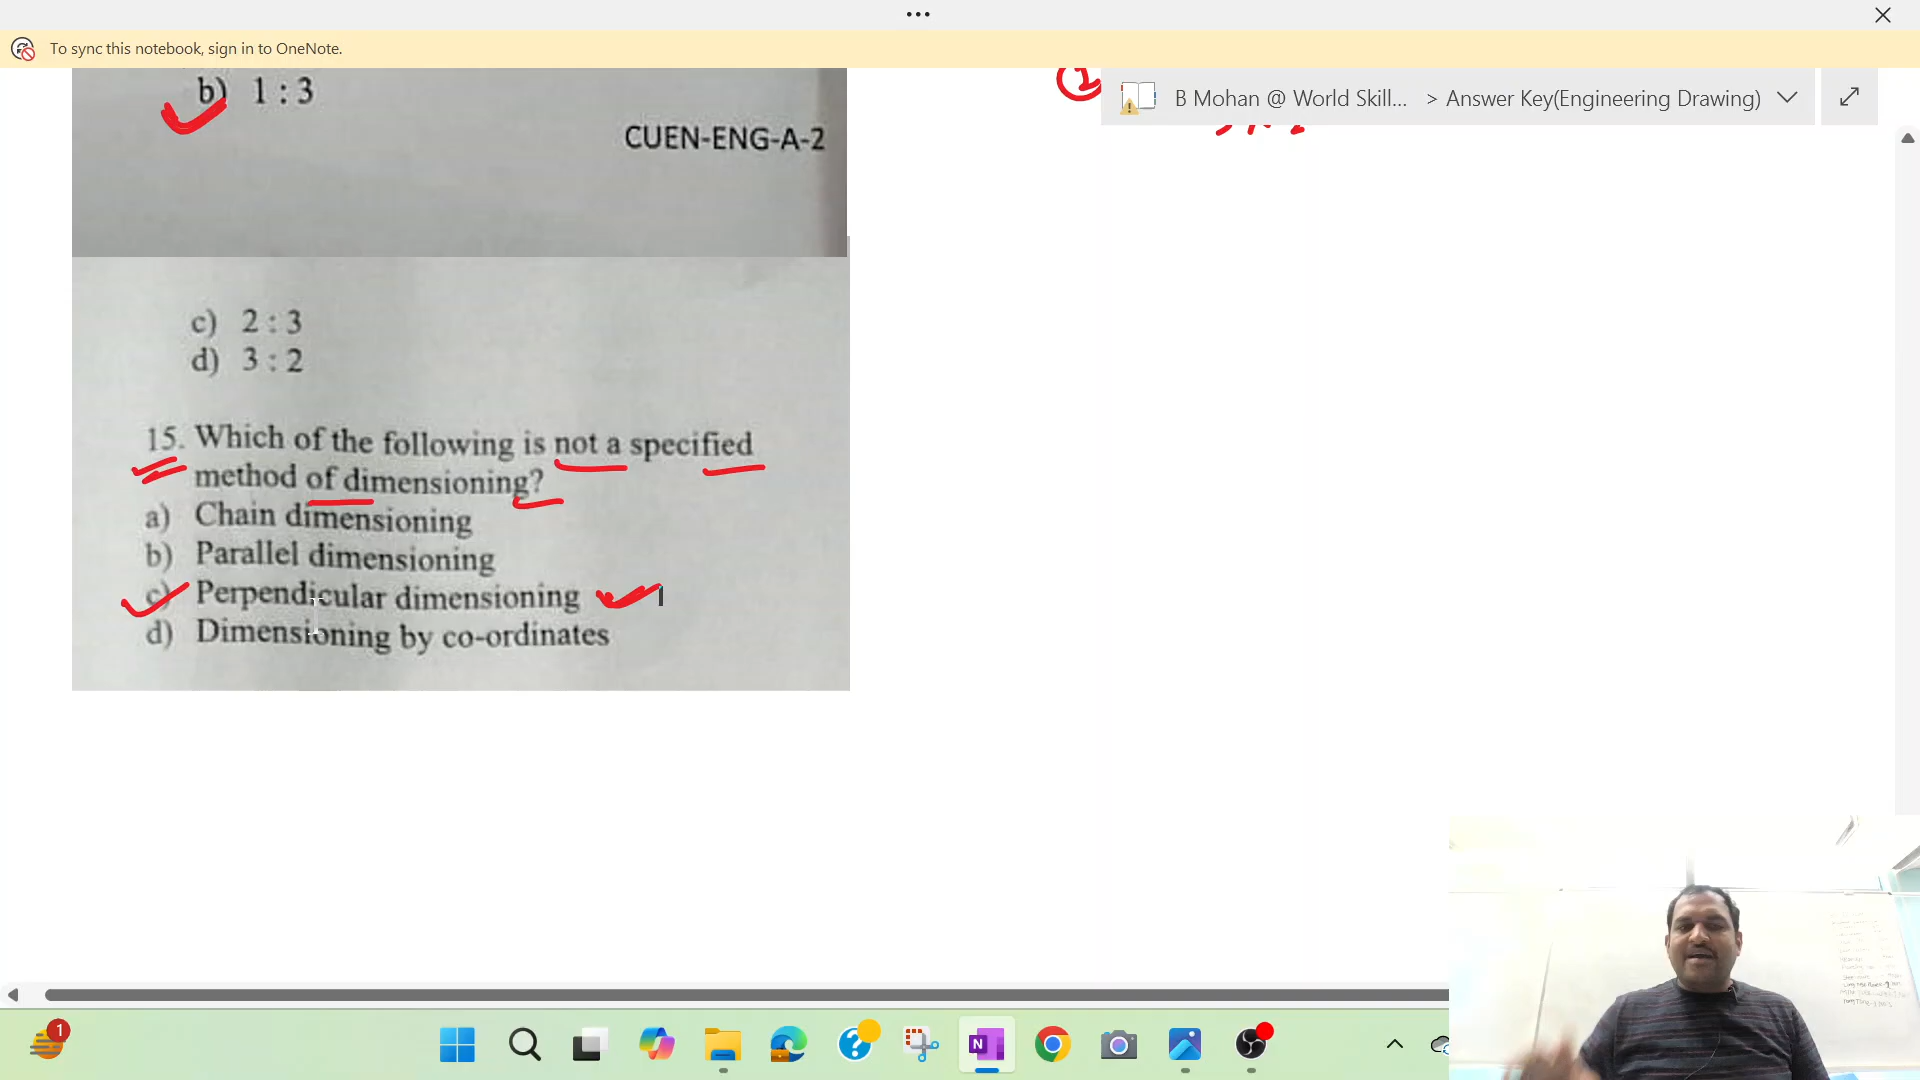 To sync this notebook, sign in to OneNote.
b) 1 : 3
CUEN-ENG-A-2
B Mohan @ World Skill... > Answer Key(Engineering Drawing)
c) 2 : 3
d) 3 : 2
15. Which of the following is not a specified
method of dimensioning?
a) Chain dimensioning
b) Parallel dimensioning
c) Perpendicular dimensioning
d) Dimensioning by co-ordinates
1